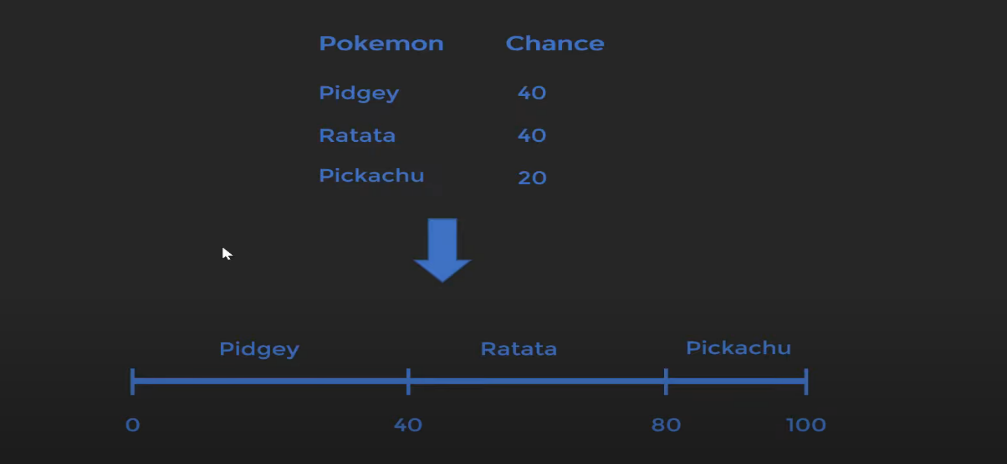 Pokemon Chance
Pidgey 40
Ratata 40
Pickachu 20
Pidgey Ratata Pickachu
0 40 80 100